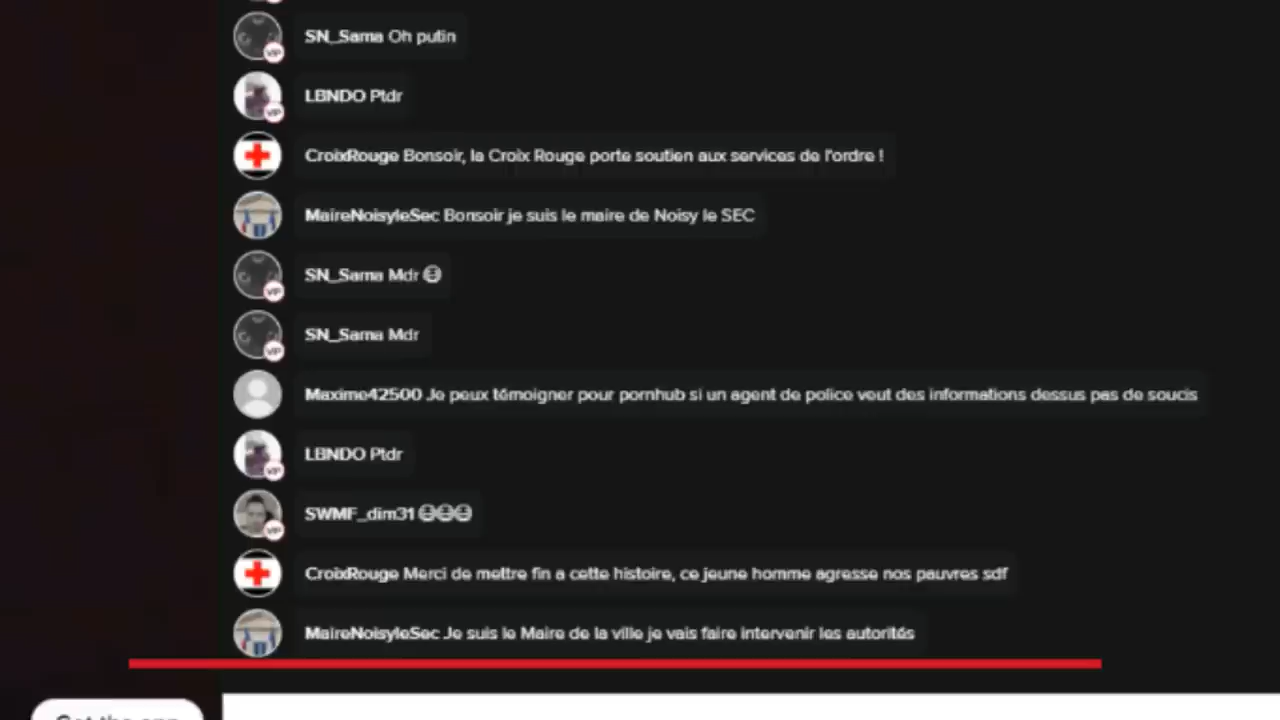 SN_Sama Oh putin
LBNDO Ptdr
CroixRouge Bonsoir, la Croix Rouge porte soutien aux services de l'ordre !
MaireNoisyleSec Bonsoir je suis le maire de Noisy le SEC
SN_Sama Mdr 😂
SN_Sama Mdr
Maxime42500 Je peux témoigner pour pornhub si un agent de police veut des informations dessus pas de soucis
LBNDO Ptdr
SWMF_dim31 😂😂😂
CroixRouge Merci de mettre fin a cette histoire, ce jeune homme agresse nos pauvres sdf
MaireNoisyleSec Je suis le Maire de la ville je vais faire intervenir les autorités
Get the app